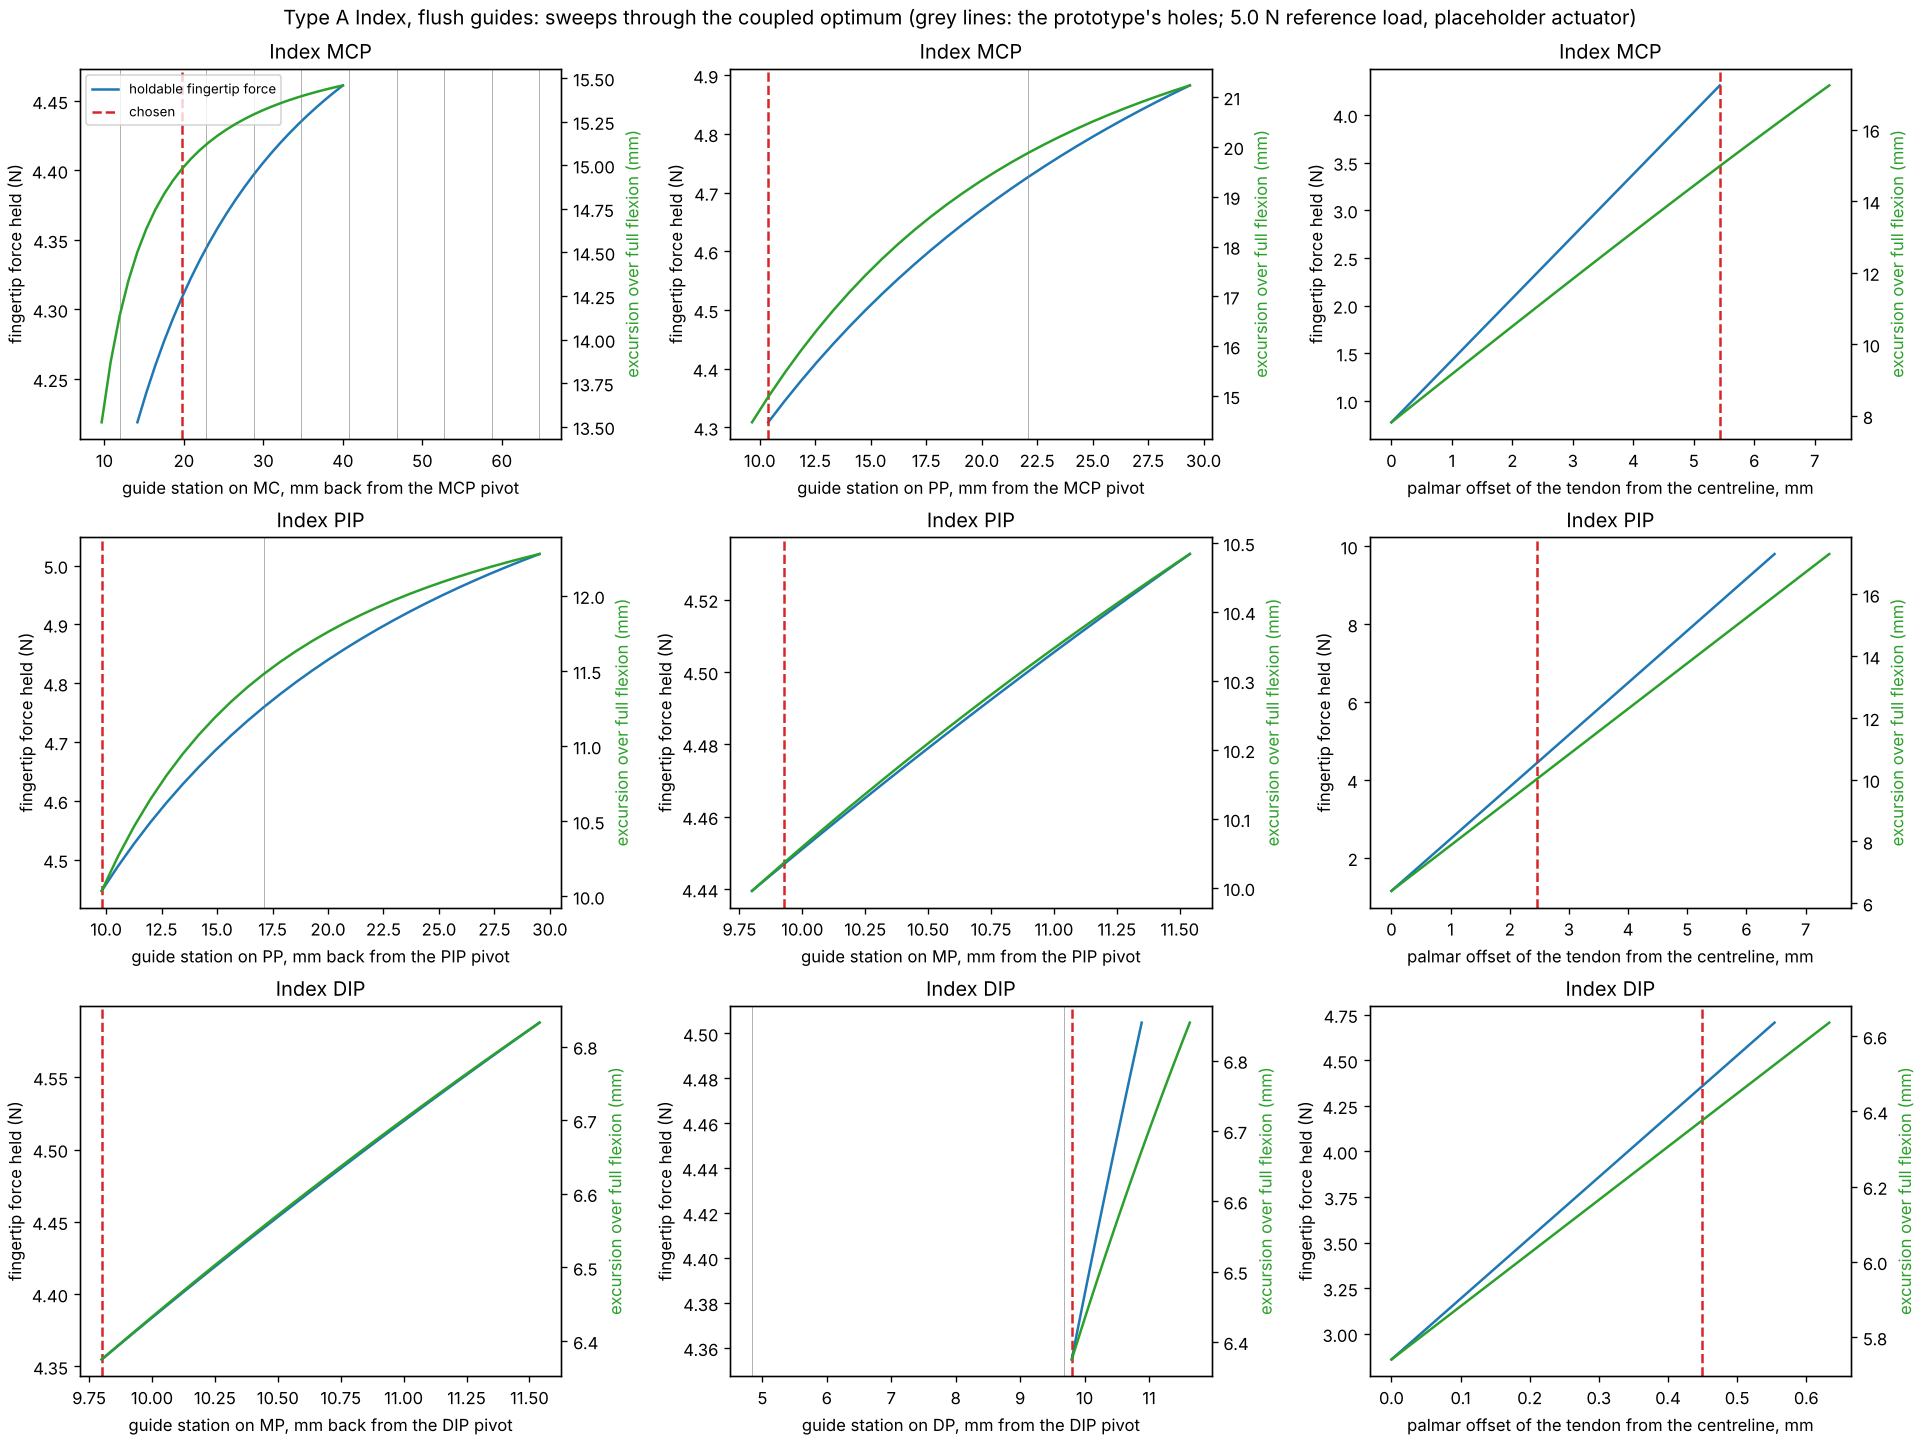 Type A Index, flush guides: sweeps through the coupled optimum (grey lines: the prototype's holes; 5.0 N reference load, placeholder actuator)
Index MCP
holdable fingertip force
chosen
fingertip force held (N)
4.45
4.40
4.35
4.30
4.25
15.50
15.25
15.00
14.75
14.50
14.25
14.00
13.75
13.50
excursion over full flexion (mm)
10 20 30 40 50 60
guide station on MC, mm back from the MCP pivot
Index MCP
fingertip force held (N)
4.9
4.8
4.7
4.6
4.5
4.4
4.3
21
20
19
18
17
16
15
excursion over full flexion (mm)
10.0 12.5 15.0 17.5 20.0 22.5 25.0 27.5 30.0
guide station on PP, mm from the MCP pivot
Index MCP
fingertip force held (N)
4.0
3.5
3.0
2.5
2.0
1.5
1.0
16
14
12
10
8
excursion over full flexion (mm)
0 1 2 3 4 5 6 7
palmar offset of the tendon from the centreline, mm
Index PIP
fingertip force held (N)
5.0
4.9
4.8
4.7
4.6
4.5
12.0
11.5
11.0
10.5
10.0
excursion over full flexion (mm)
10.0 12.5 15.0 17.5 20.0 22.5 25.0 27.5 30.0
guide station on PP, mm back from the PIP pivot
Index PIP
fingertip force held (N)
4.52
4.50
4.48
4.46
4.44
10.5
10.4
10.3
10.2
10.1
10.0
excursion over full flexion (mm)
9.75 10.00 10.25 10.50 10.75 11.00 11.25 11.50
guide station on MP, mm from the PIP pivot
Index PIP
fingertip force held (N)
10
8
6
4
2
16
14
12
10
8
6
excursion over full flexion (mm)
0 1 2 3 4 5 6 7
palmar offset of the tendon from the centreline, mm
Index DIP
fingertip force held (N)
4.55
4.50
4.45
4.40
4.35
6.8
6.7
6.6
6.5
6.4
excursion over full flexion (mm)
9.75 10.00 10.25 10.50 10.75 11.00 11.25 11.50
guide station on MP, mm back from the DIP pivot
Index DIP
fingertip force held (N)
4.50
4.48
4.46
4.44
4.42
4.40
4.38
4.36
6.8
6.7
6.6
6.5
6.4
excursion over full flexion (mm)
5 6 7 8 9 10 11
guide station on DP, mm from the DIP pivot
Index DIP
fingertip force held (N)
4.75
4.50
4.25
4.00
3.75
3.50
3.25
3.00
6.6
6.4
6.2
6.0
5.8
excursion over full flexion (mm)
0.0 0.1 0.2 0.3 0.4 0.5 0.6
palmar offset of the tendon from the centreline, mm